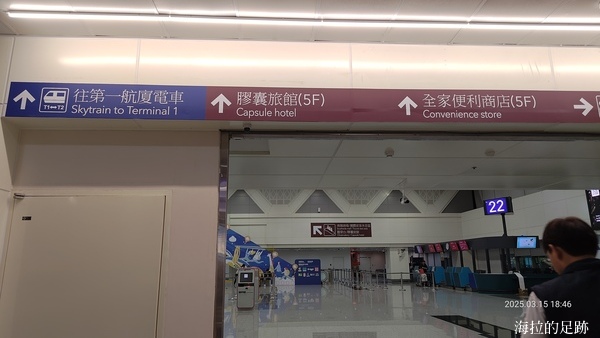 往第一航廈電車
Skytrain to Terminal 1
T1↔T2
膠囊旅館(5F)
Capsule hotel
全家便利商店(5F)
Convenience store
22
2025.03.15 18:46
海拉的足跡